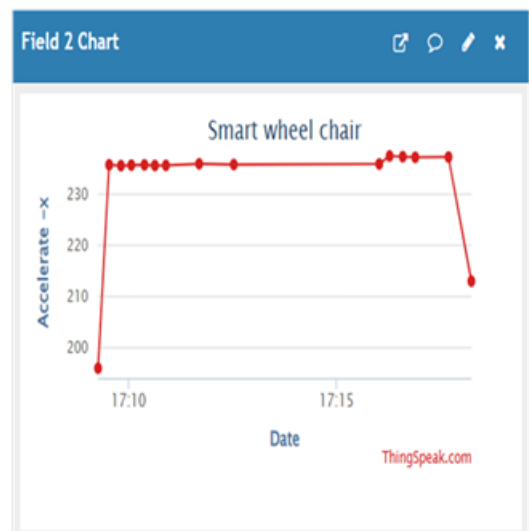 Field 2 Chart
Smart wheel chair
Accelerate -x
230
220
210
200
17:10
17:15
Date
ThingSpeak.com